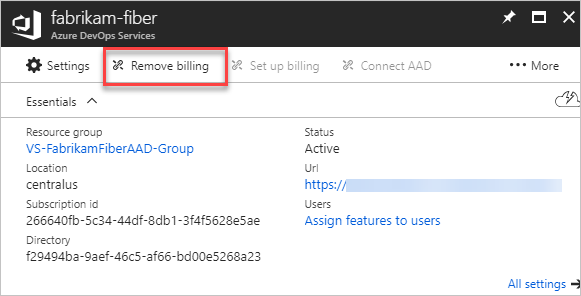 fabrikam-fiber
Azure DevOps Services
Settings Remove billing Set up billing Connect AAD ••• More
Essentials
Resource group
VS-FabrikamFiberAAD-Group
Location
centralus
Subscription id
266640fb-5c34-44df-8db1-3f4f5628e5ae
Directory
f29494ba-9aef-46c5-af66-bd00e5268a23
Status
Active
Url
https://
Users
Assign features to users
All settings